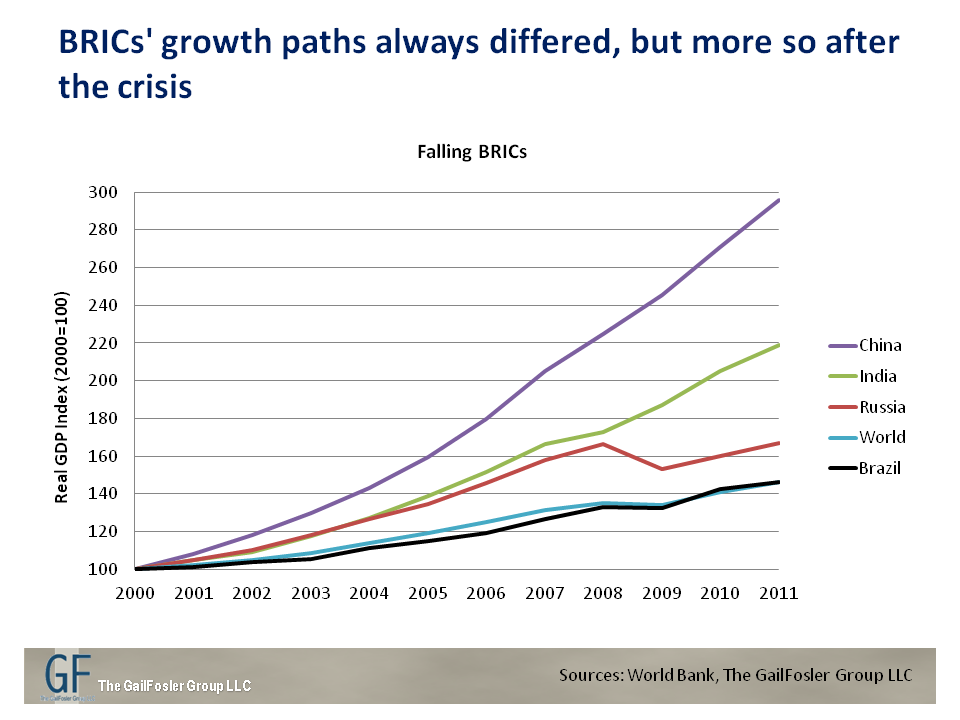 BRICs' growth paths always differed, but more so after
the crisis
Falling BRICs
Real GDP Index (2000=100)
300
280
260
240
220
200
180
160
140
120
100
2000 2001 2002 2003 2004 2005 2006 2007 2008 2009 2010 2011
China
India
Russia
World
Brazil
GF
The GailFosler Group LLC
Sources: World Bank, The GailFosler Group LLC